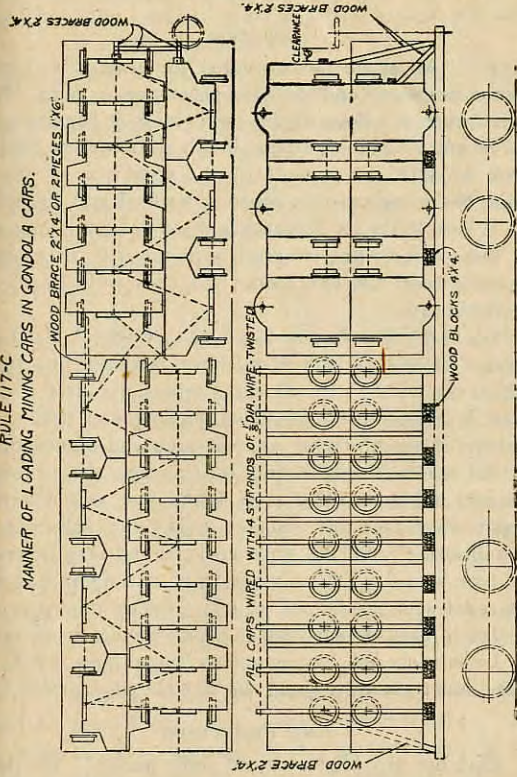 RULE 117-C
MANNER OF LOADING MINING CARS IN GONDOLA CARS.
WOOD BRACES 2"X4".
WOOD BRACE 2"X4" OR 2 PIECES 1"X6"
WOOD BRACES 2"X4".
CLEARANCE
ALL CARS WIRED WITH 4 STRANDS OF 1/8" DIA. WIRE-TWISTED
WOOD BLOCKS 4"X4".
WOOD BRACE 2"X4".